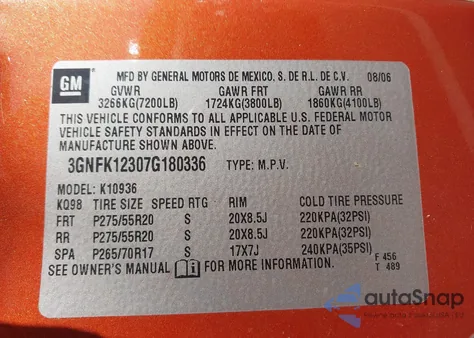 GM
MFD BY GENERAL MOTORS DE MEXICO, S. DE R.L. DE C.V. 08/06
GVWR GAWR FRT GAWR RR
3266KG(7200LB) 1724KG(3800LB) 1860KG(4100LB)
THIS VEHICLE CONFORMS TO ALL APPLICABLE U.S. FEDERAL MOTOR
VEHICLE SAFETY STANDARDS IN EFFECT ON THE DATE OF
MANUFACTURE SHOWN ABOVE.
3GNFK12307G180336 TYPE: M.P.V.
MODEL: K10936
KQ98 TIRE SIZE SPEED RTG RIM COLD TIRE PRESSURE
FRT P275/55R20 S 20X8.5J 220KPA(32PSI)
RR P275/55R20 S 20X8.5J 220KPA(32PSI)
SPA P265/70R17 S 17X7J 240KPA(35PSI)
SEE OWNER'S MANUAL FOR MORE INFORMATION
F 456
T 489
autoSnap